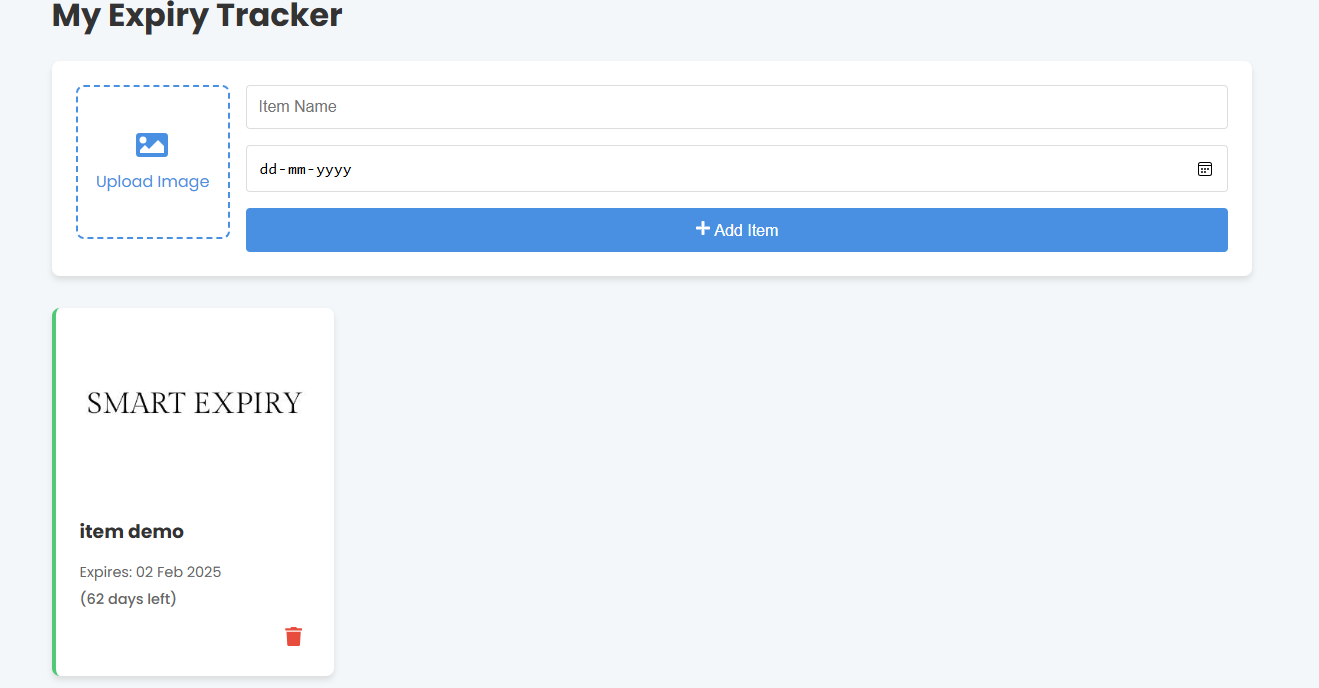 My Expiry Tracker
Item Name
Upload Image
dd-mm-yyyy
Add Item
SMART EXPIRY
item demo
Expires: 02 Feb 2025
(62 days left)